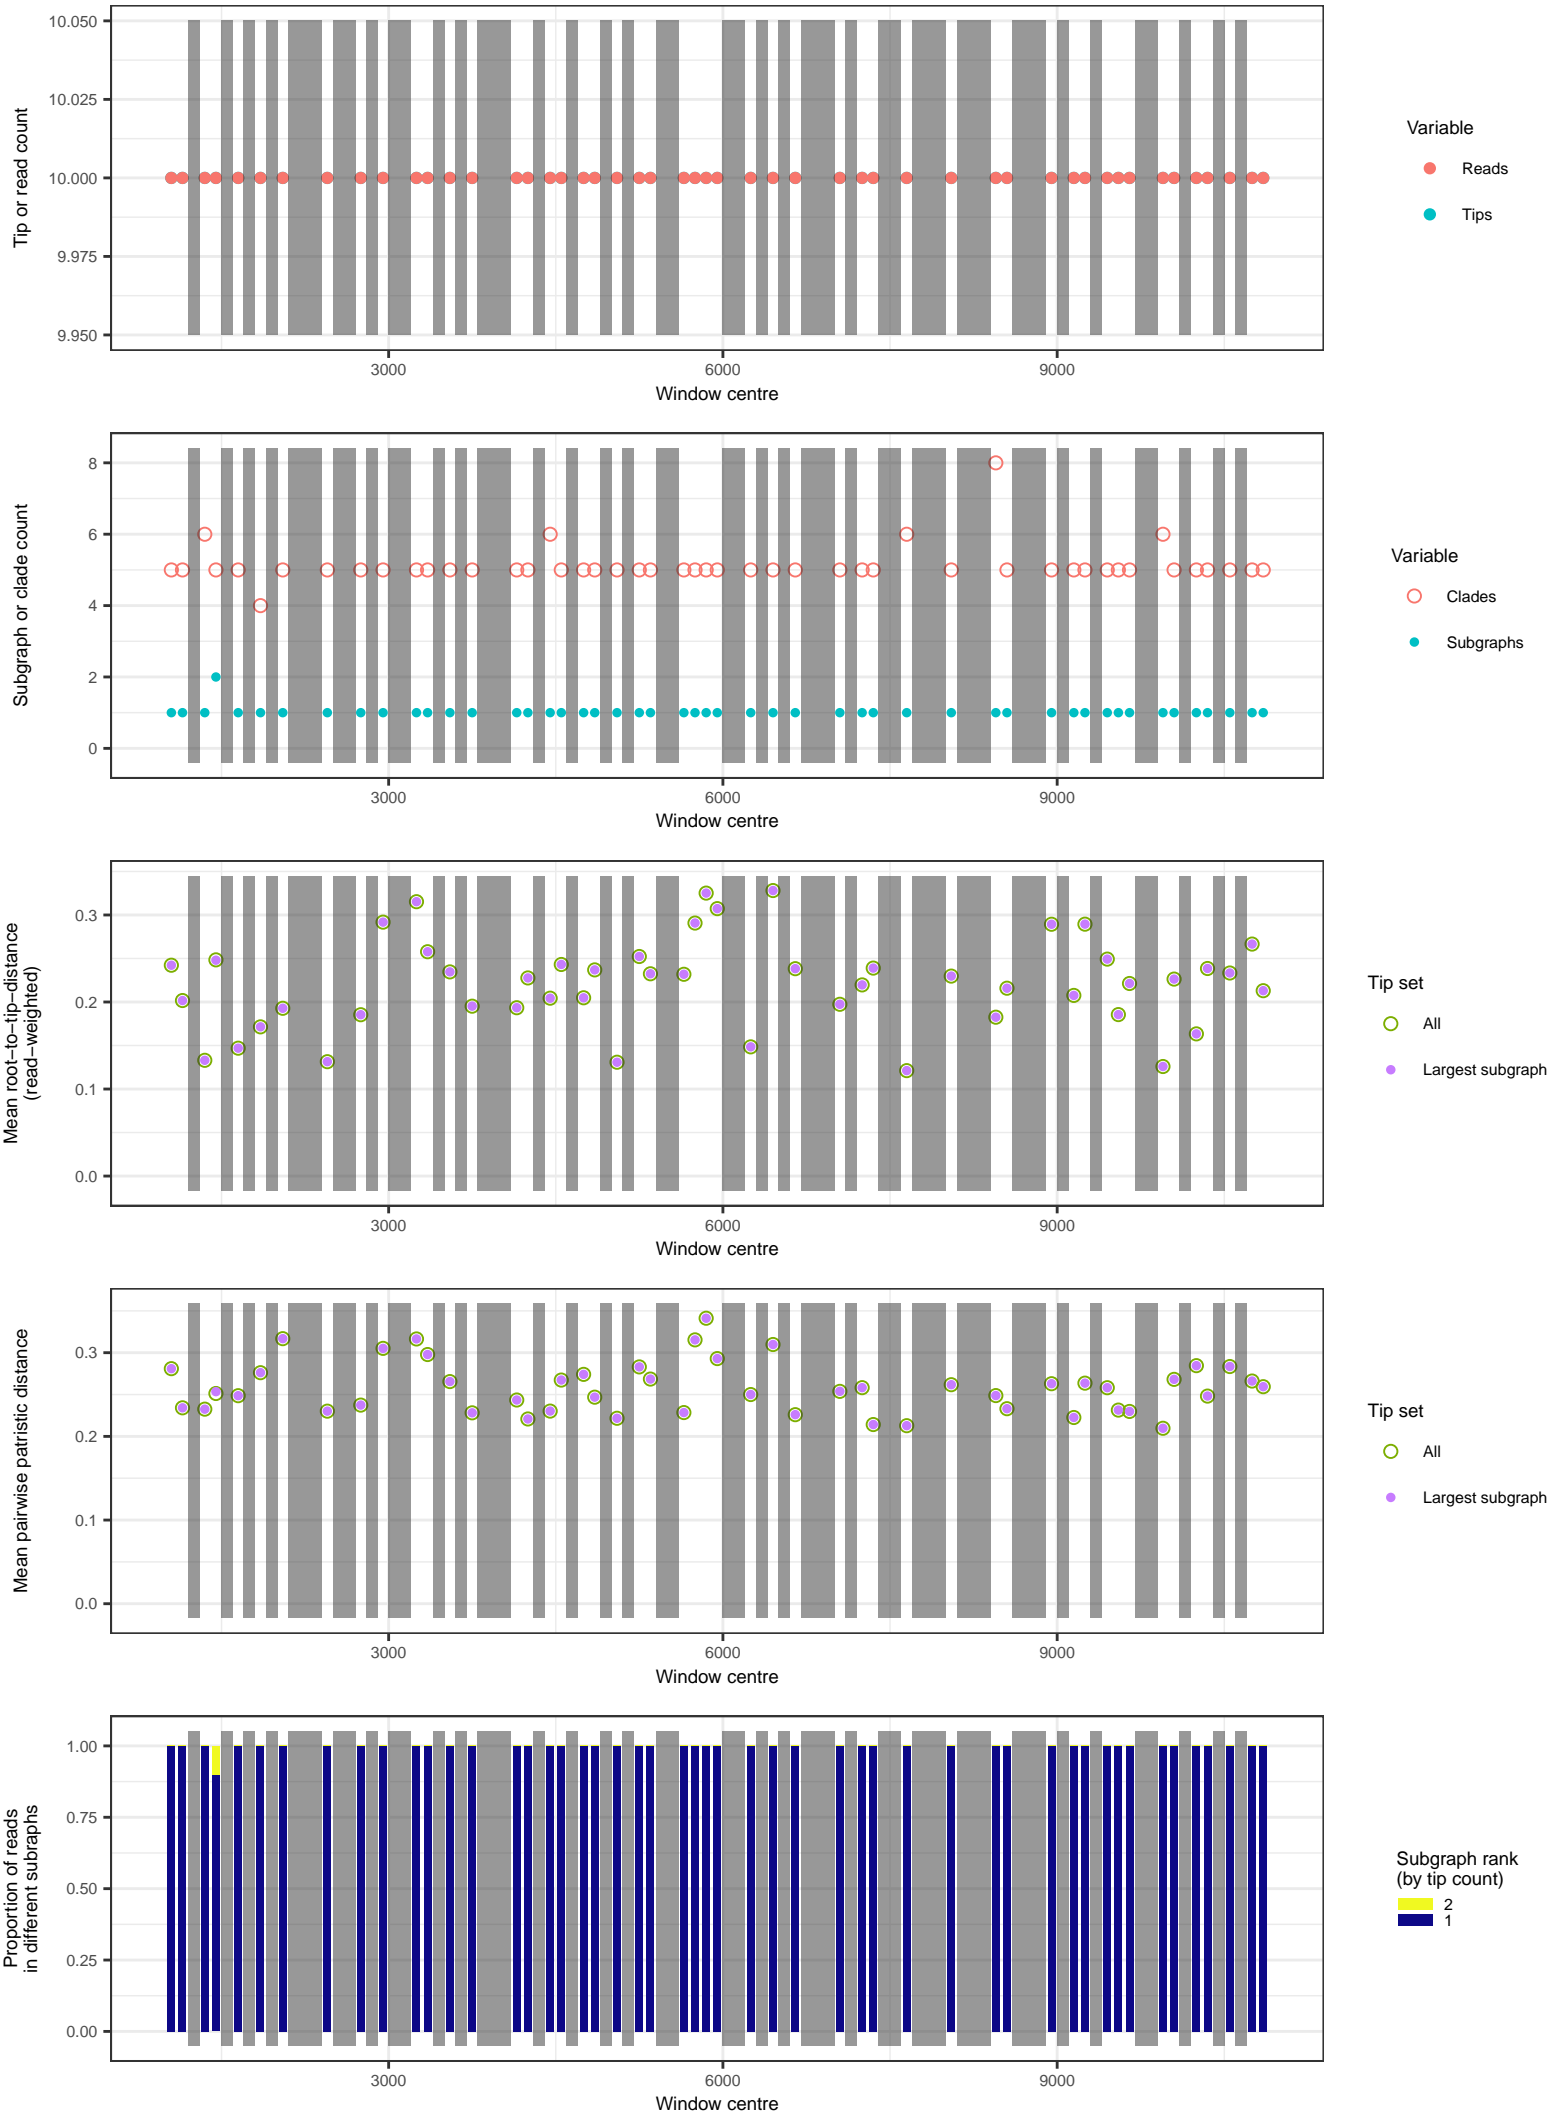 10.050
10.025
10.000
9.975
9.950
Tip or read count
3000
6000
9000
Window centre
Variable
Reads
Tips
8
6
4
2
0
Subgraph or clade count
3000
6000
9000
Window centre
Variable
Clades
Subgraphs
0.3
0.2
0.1
0.0
Mean root−to−tip−distance
(read−weighted)
3000
6000
9000
Window centre
Tip set
All
Largest subgraph
0.3
0.2
0.1
0.0
Mean pairwise patristic distance
3000
6000
9000
Window centre
Tip set
All
Largest subgraph
1.00
0.75
0.50
0.25
0.00
Proportion of reads
in different subraphs
3000
6000
9000
Window centre
Subgraph rank
(by tip count)
2
1